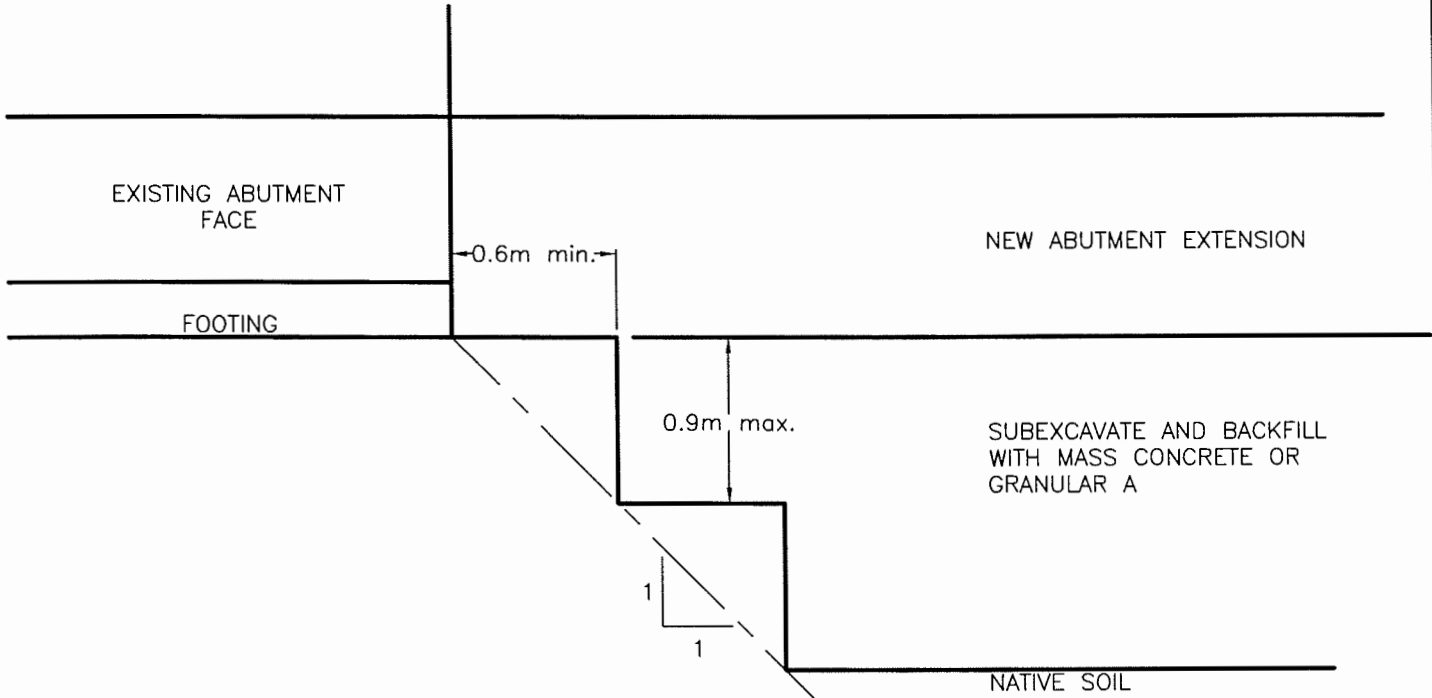 EXISTING ABUTMENT
FACE
0.6m min.
NEW ABUTMENT EXTENSION
FOOTING
0.9m max.
SUBEXCAVATE AND BACKFILL
WITH MASS CONCRETE OR
GRANULAR A
1
1
NATIVE SOIL